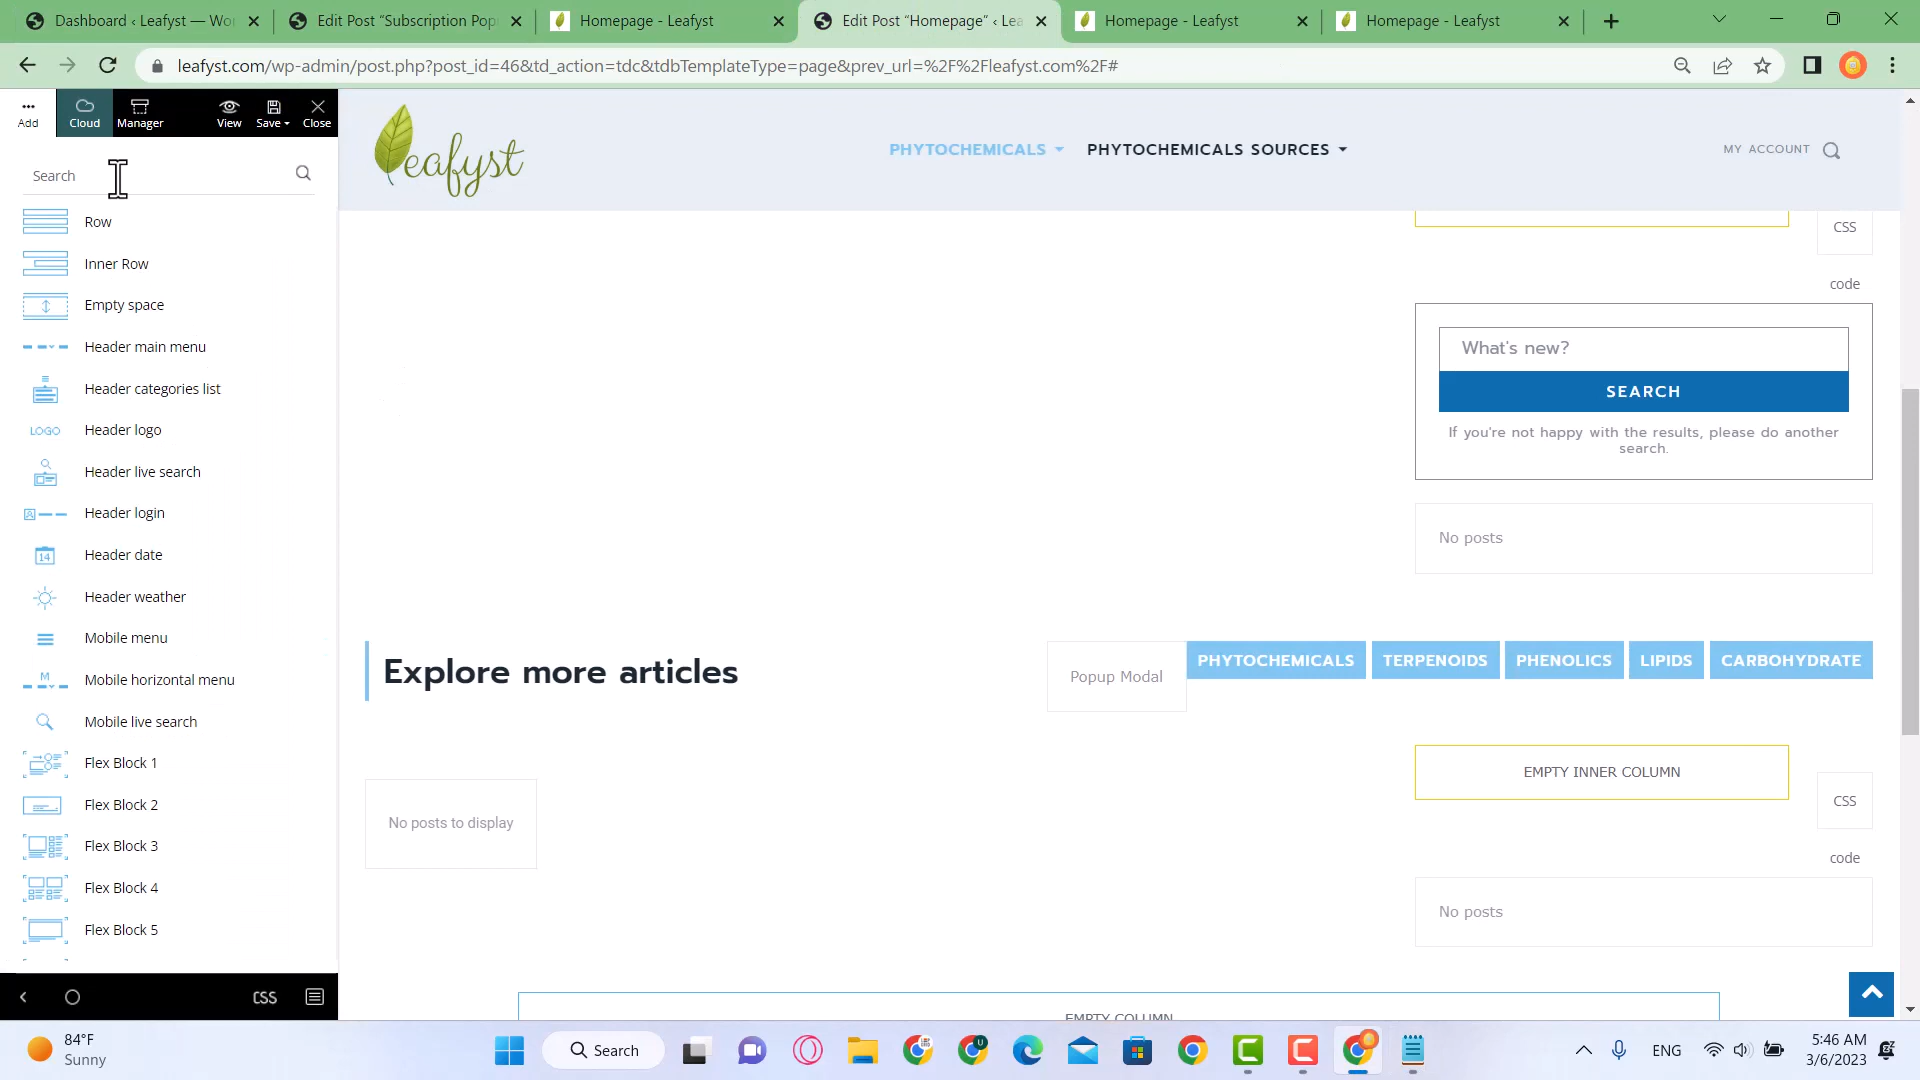 Dashboard ‹ Leafyst — Wo
Edit Post “Subscription Pop
Homepage - Leafyst
Edit Post “Homepage” ‹ Lea
Homepage - Leafyst
Homepage - Leafyst
leafyst.com/wp-admin/post.php?post_id=46&td_action=tdc&tdbTemplateType=page&prev_url=%2F%2Fleafyst.com%2F#
Add
Cloud
Manager
View
Save
Close
Search
Row
Inner Row
Empty space
Header main menu
Header categories list
LOGO
Header logo
Header live search
Header login
14
Header date
Header weather
Mobile menu
M
Mobile horizontal menu
Mobile live search
Flex Block 1
Flex Block 2
Flex Block 3
Flex Block 4
Flex Block 5
CSS
eafyst
PHYTOCHEMICALS
PHYTOCHEMICALS SOURCES
MY ACCOUNT
CSS
code
What's new?
SEARCH
If you're not happy with the results, please do another
search.
No posts
Explore more articles
Popup Modal
PHYTOCHEMICALS
TERPENOIDS
PHENOLICS
LIPIDS
CARBOHYDRATE
EMPTY INNER COLUMN
CSS
code
No posts to display
No posts
EMPTY COLUMN
84°F
Sunny
Search
ENG
5:46 AM
3/6/2023